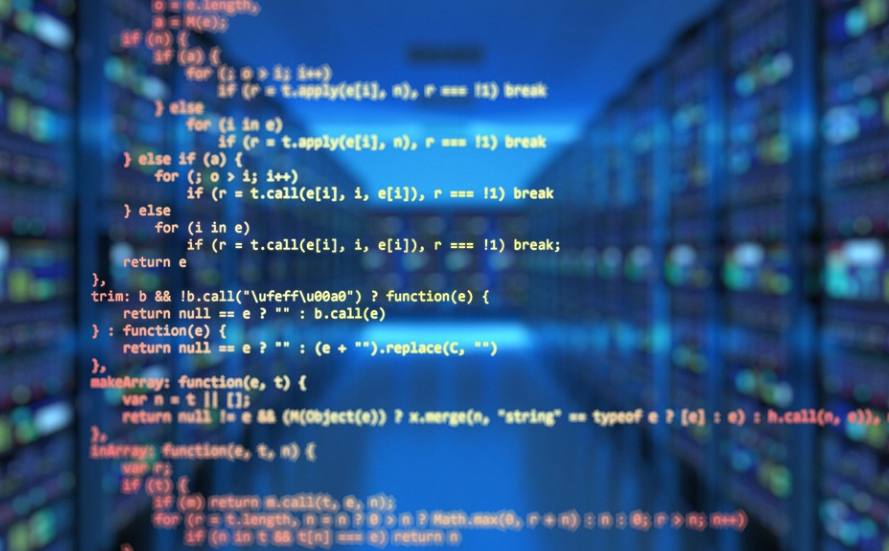 o = e.length,
a = M(e);
if (n) {
if (a) {
for (; o > i; i++)
if (r = t.apply(e[i], n), r === !1) break
} else
for (i in e)
if (r = t.apply(e[i], n), r === !1) break
} else if (a) {
for (; o > i; i++)
if (r = t.call(e[i], i, e[i]), r === !1) break
} else
for (i in e)
if (r = t.call(e[i], i, e[i]), r === !1) break;
return e
},
trim: b && !b.call("\ufeff\u00a0") ? function(e) {
return null == e ? "" : b.call(e)
} : function(e) {
return null == e ? "" : (e + "").replace(C, "")
},
makeArray: function(e, t) {
var n = t || [];
return null != e && (M(Object(e)) ? x.merge(n, "string" == typeof e ? [e] : e) : h.call(n, e)),
},
inArray: function(e, t, n) {
var r;
if (t) {
if (m) return m.call(t, e, n);
for (r = t.length, n = n ? 0 > n ? Math.max(0, r + n) : n : 0; r > n; n++)
if (n in t && t[n] === e) return n
}